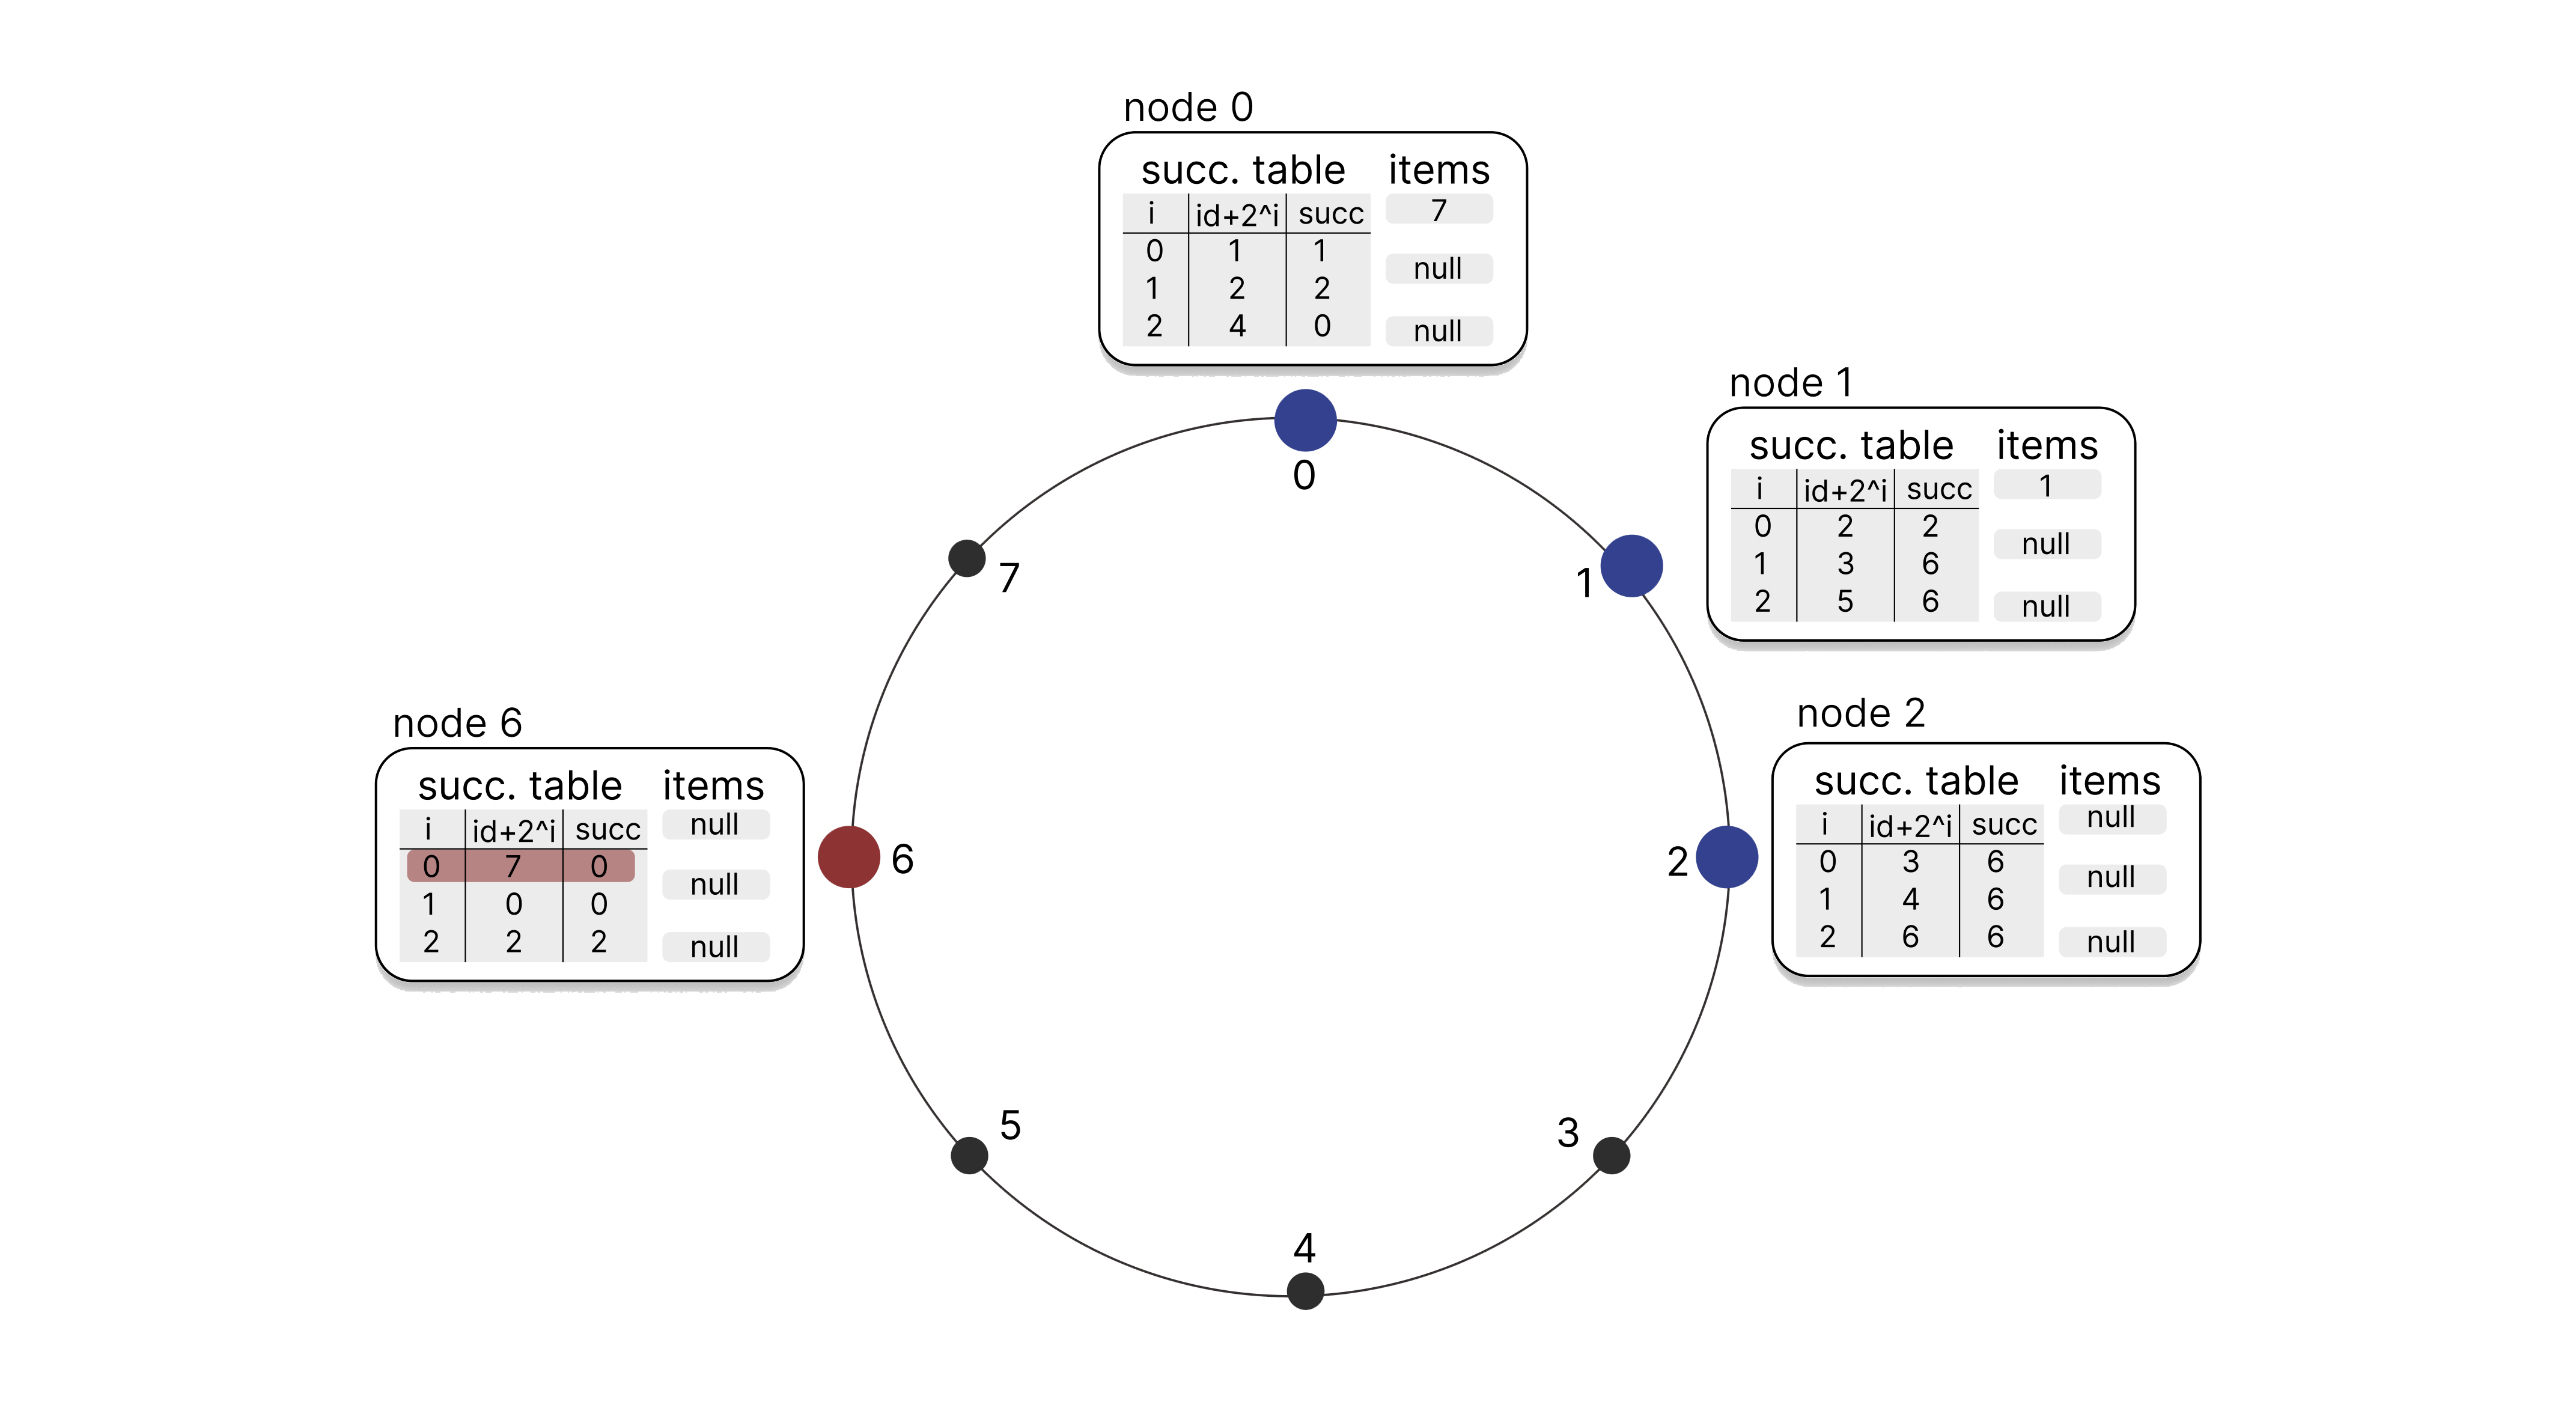 node 0
succ. table items
i id+2^i succ 7
0 1 1
null
1 2 2
2 4 0 null
0
node 1
succ. table items
i id+2^i succ 1
0 2 2
null
1 3 6
2 5 6 null
1
7
node 6
succ. table items
i id+2^i succ null
0 7 0
null
1 0 0
2 2 2 null
6
node 2
succ. table items
i id+2^i succ null
0 3 6
null
1 4 6
2 6 6 null
2
5
3
4